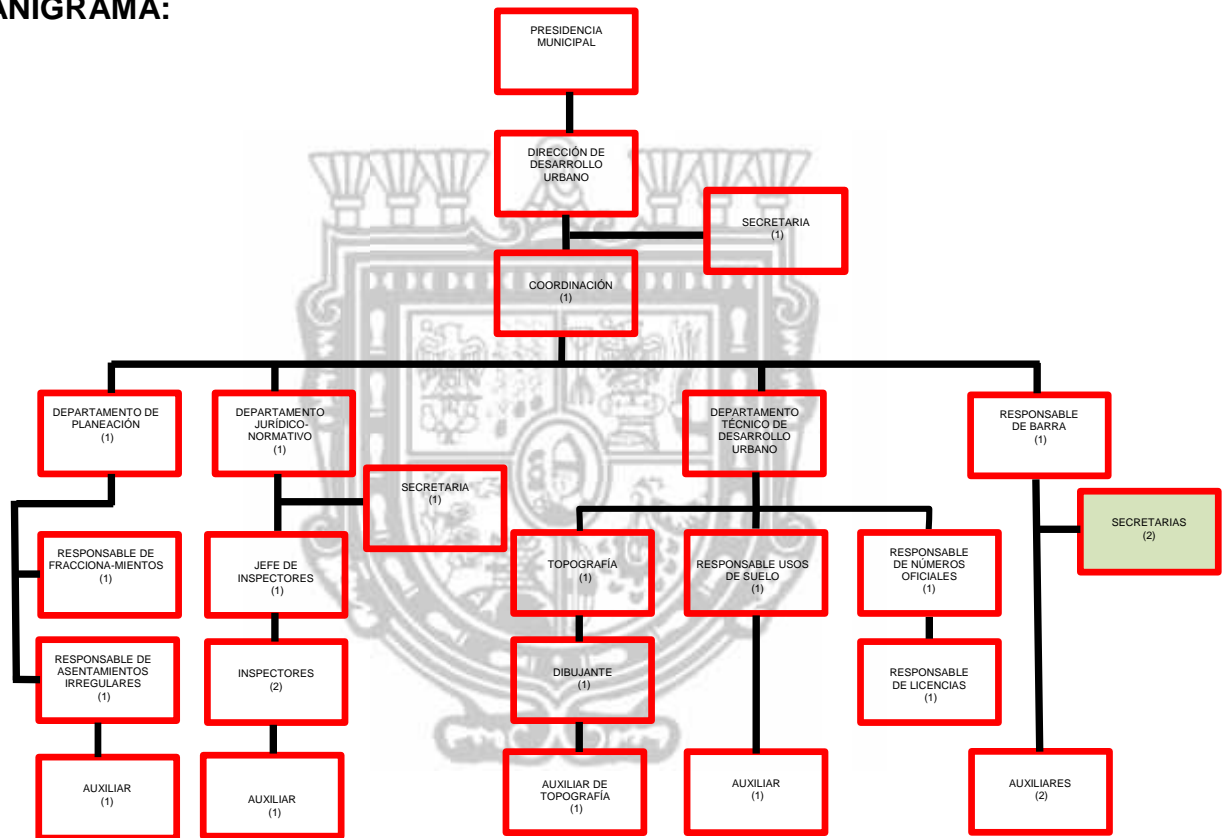 ANIGRAMA:
PRESIDENCIA
MUNICIPAL
DIRECCIÓN DE
DESARROLLO
URBANO
SECRETARIA
(1)
COORDINACIÓN
(1)
DEPARTAMENTO DE
PLANEACIÓN
(1)
DEPARTAMENTO
JURÍDICO-
NORMATIVO
(1)
DEPARTAMENTO
TÉCNICO DE
DESARROLLO
URBANO
RESPONSABLE
DE BARRA
(1)
SECRETARIA
(1)
SECRETARIAS
(2)
RESPONSABLE DE
FRACCIONA-MIENTOS
(1)
JEFE DE
INSPECTORES
(1)
TOPOGRAFÍA
(1)
RESPONSABLE USOS
DE SUELO
(1)
RESPONSABLE
DE NÚMEROS
OFICIALES
(1)
RESPONSABLE DE
ASENTAMIENTOS
IRREGULARES
(1)
INSPECTORES
(2)
DIBUJANTE
(1)
RESPONSABLE
DE LICENCIAS
(1)
AUXILIAR
(1)
AUXILIAR
(1)
AUXILIAR DE
TOPOGRAFÍA
(1)
AUXILIAR
(1)
AUXILIARES
(2)